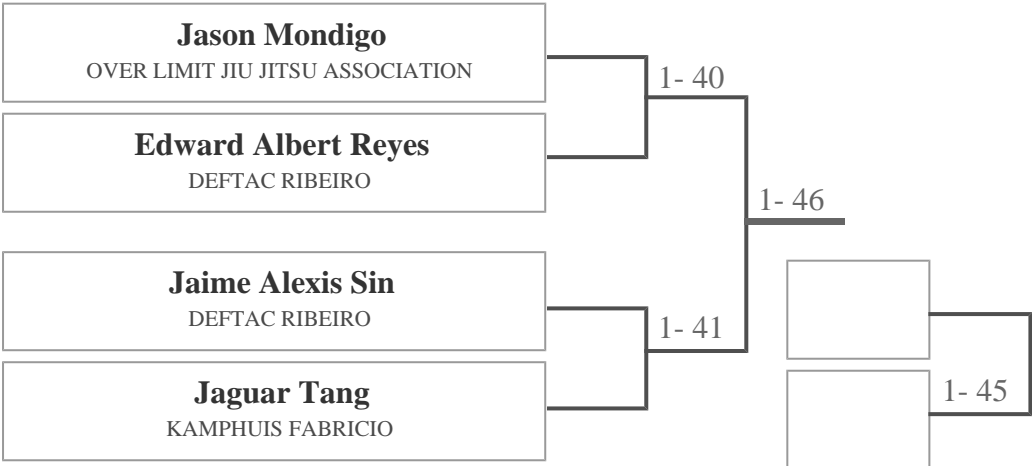 Jason Mondigo
OVER LIMIT JIU JITSU ASSOCIATION
1- 40
Edward Albert Reyes
DEFTAC RIBEIRO
1- 46
Jaime Alexis Sin
DEFTAC RIBEIRO
1- 41
Jaguar Tang
KAMPHUIS FABRICIO
1- 45